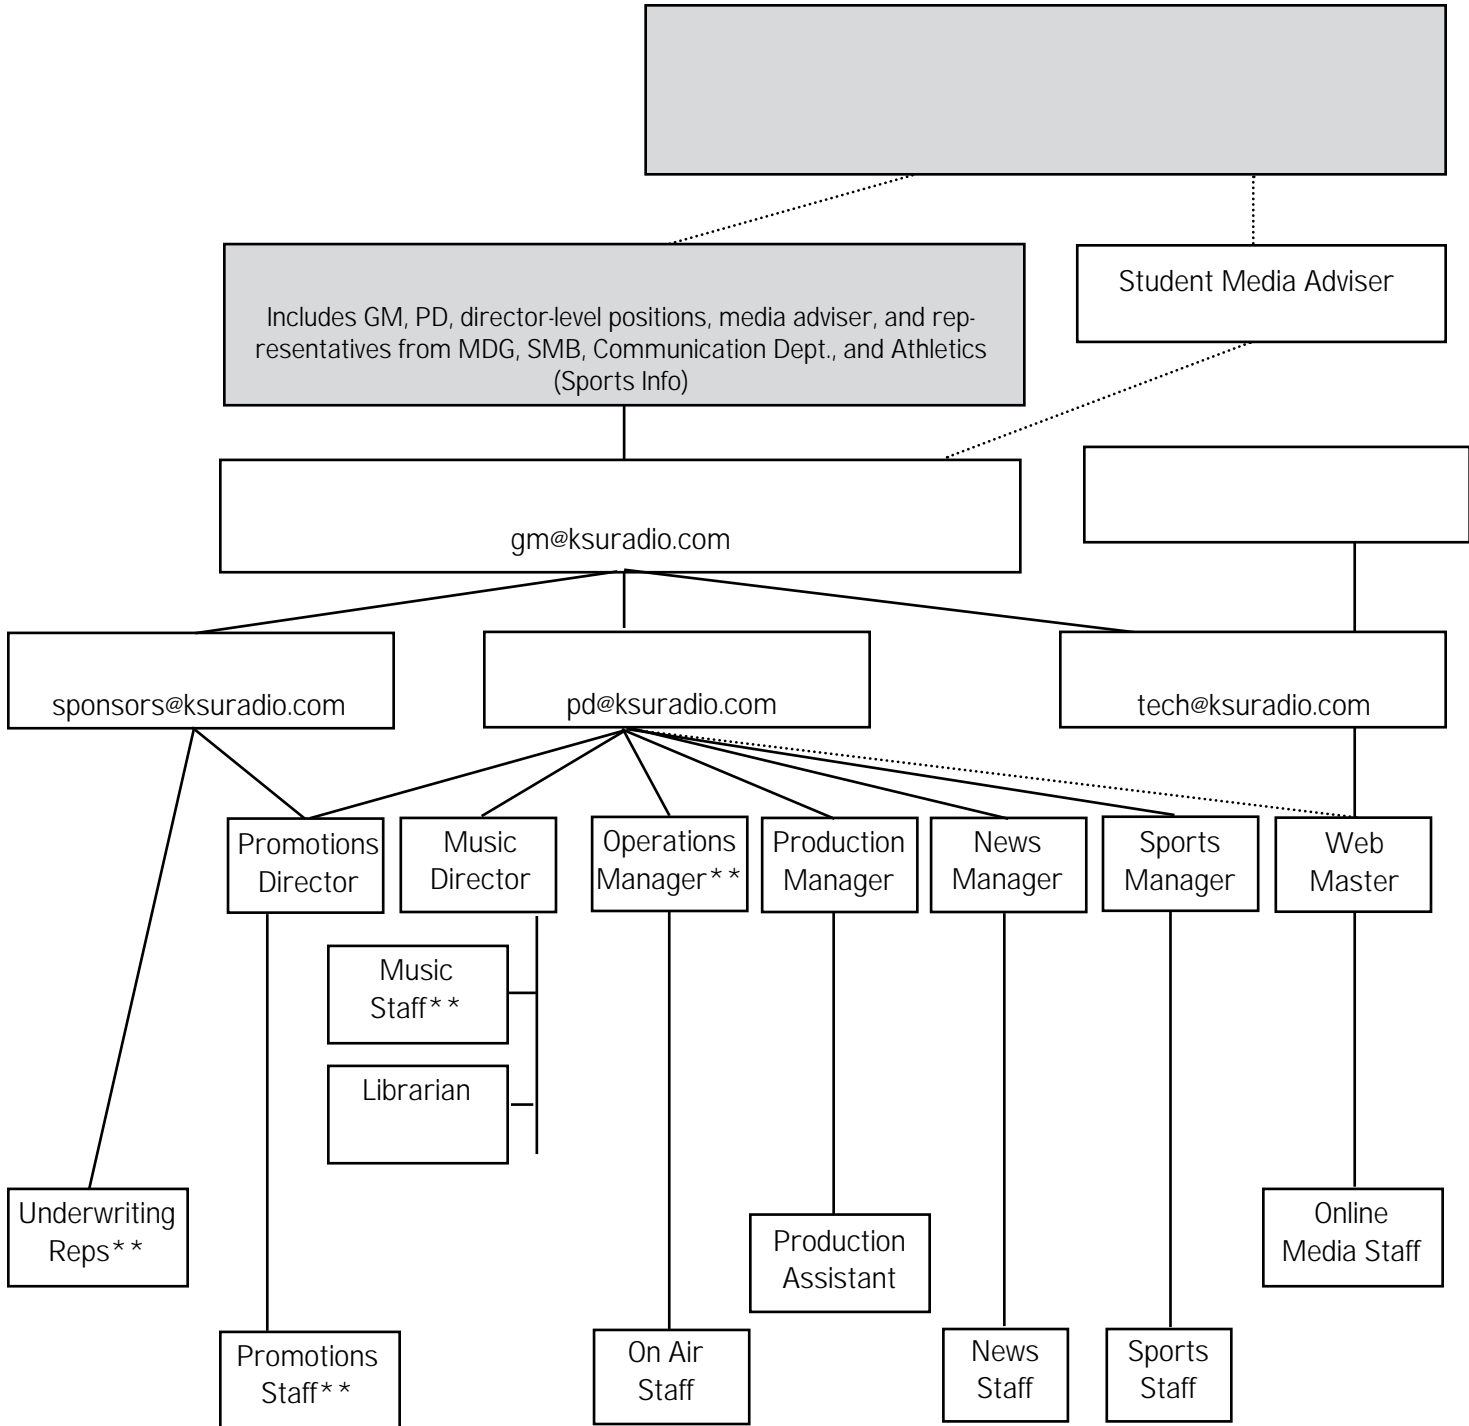 Student Media Adviser
Includes GM, PD, director-level positions, media adviser, and rep-
resentatives from MDG, SMB, Communication Dept., and Athletics
(Sports Info)
gm@ksuradio.com
sponsors@ksuradio.com
pd@ksuradio.com
tech@ksuradio.com
Promotions
Director
Music
Director
Operations
Manager**
Production
Manager
News
Manager
Sports
Manager
Web
Master
Music
Staff**
Librarian
Underwriting
Reps**
Production
Assistant
Online
Media Staff
Promotions
Staff**
On Air
Staff
News
Staff
Sports
Staff